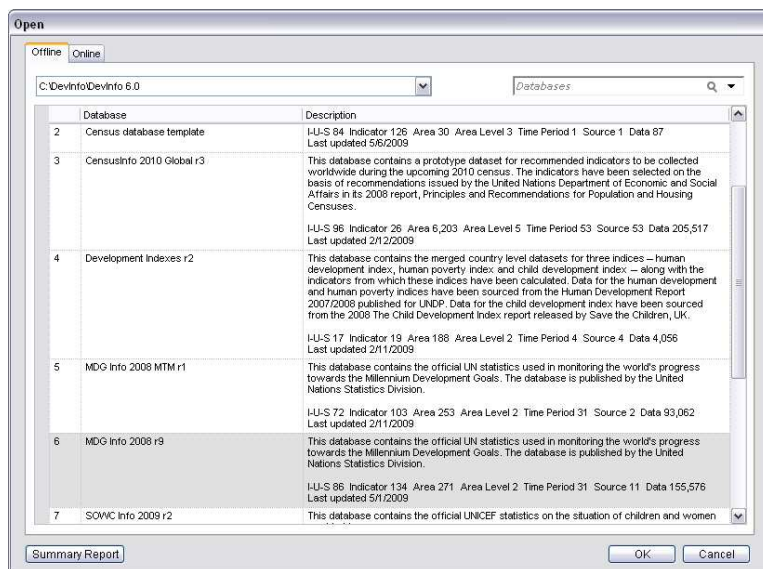 Open
Offline Online
C:\DevInfo\DevInfo 6.0 Databases
Database Description
2 Census database template I-U-S 84 Indicator 126 Area 30 Area Level 3 Time Period 1 Source 1 Data 87
Last updated 5/6/2009
3 CensusInfo 2010 Global r3 This database contains a prototype dataset for recommended indicators to be collected
worldwide during the upcoming 2010 census. The indicators have been selected on the
basis of recommendations issued by the United Nations Department of Economic and Social
Affairs in its 2008 report, Principles and Recommendations for Population and Housing
Censuses.
I-U-S 96 Indicator 26 Area 6,203 Area Level 5 Time Period 53 Source 53 Data 205,517
Last updated 2/12/2009
4 Development Indexes r2 This database contains the merged country level datasets for three indices – human
development index, human poverty index and child development index – along with the
indicators from which these indices have been calculated. Data for the human development
and human poverty indices have been sourced from the Human Development Report
2007/2008 published for UNDP. Data for the child development index have been sourced
from the 2008 The Child Development Index report released by Save the Children, UK.
I-U-S 17 Indicator 19 Area 188 Area Level 2 Time Period 4 Source 4 Data 4,056
Last updated 2/11/2009
5 MDG Info 2008 MTM r1 This database contains the official UN statistics used in monitoring the world's progress
towards the Millennium Development Goals. The database is published by the United
Nations Statistics Division.
I-U-S 72 Indicator 103 Area 253 Area Level 2 Time Period 31 Source 2 Data 93,062
Last updated 2/11/2009
6 MDG Info 2008 r9 This database contains the official UN statistics used in monitoring the world's progress
towards the Millennium Development Goals. The database is published by the United
Nations Statistics Division.
I-U-S 86 Indicator 134 Area 271 Area Level 2 Time Period 31 Source 11 Data 155,576
Last updated 5/1/2009
7 SOWC Info 2009 r2 This database contains the official UNICEF statistics on the situation of children and women
Summary Report OK Cancel